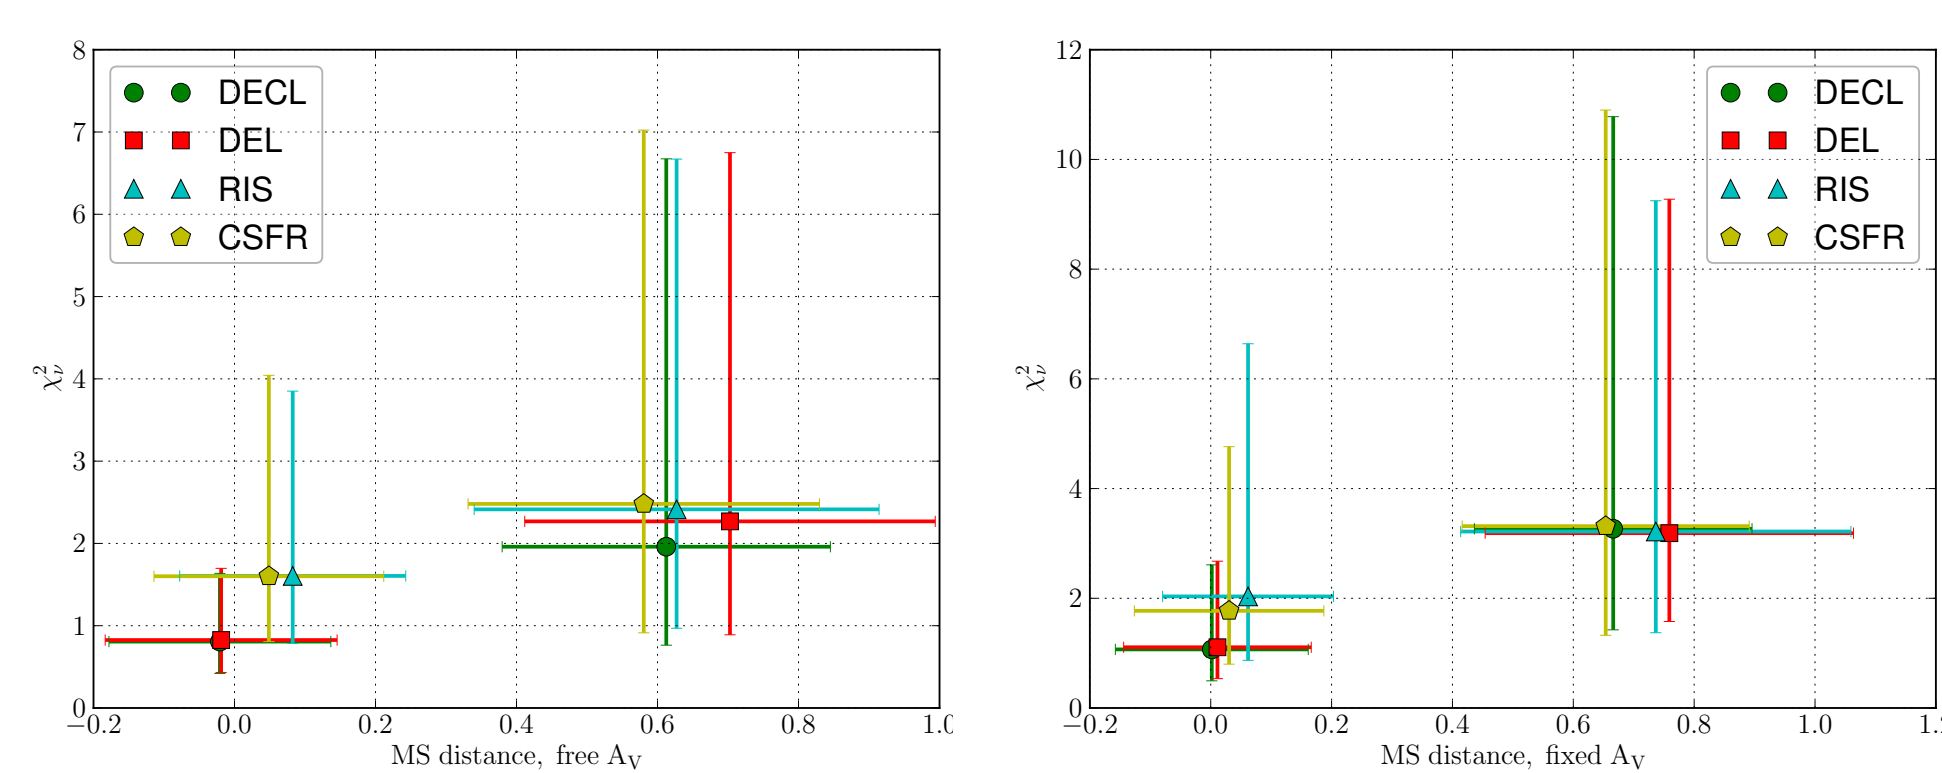 8
7
6
5
4
3
2
1
0
χ²ν
DECL
DEL
RIS
CSFR
−0.2 0.0 0.2 0.4 0.6 0.8 1.0
MS distance, free A_V
12
10
8
6
4
2
0
χ²ν
DECL
DEL
RIS
CSFR
−0.2 0.0 0.2 0.4 0.6 0.8 1.0 1.
MS distance, fixed A_V